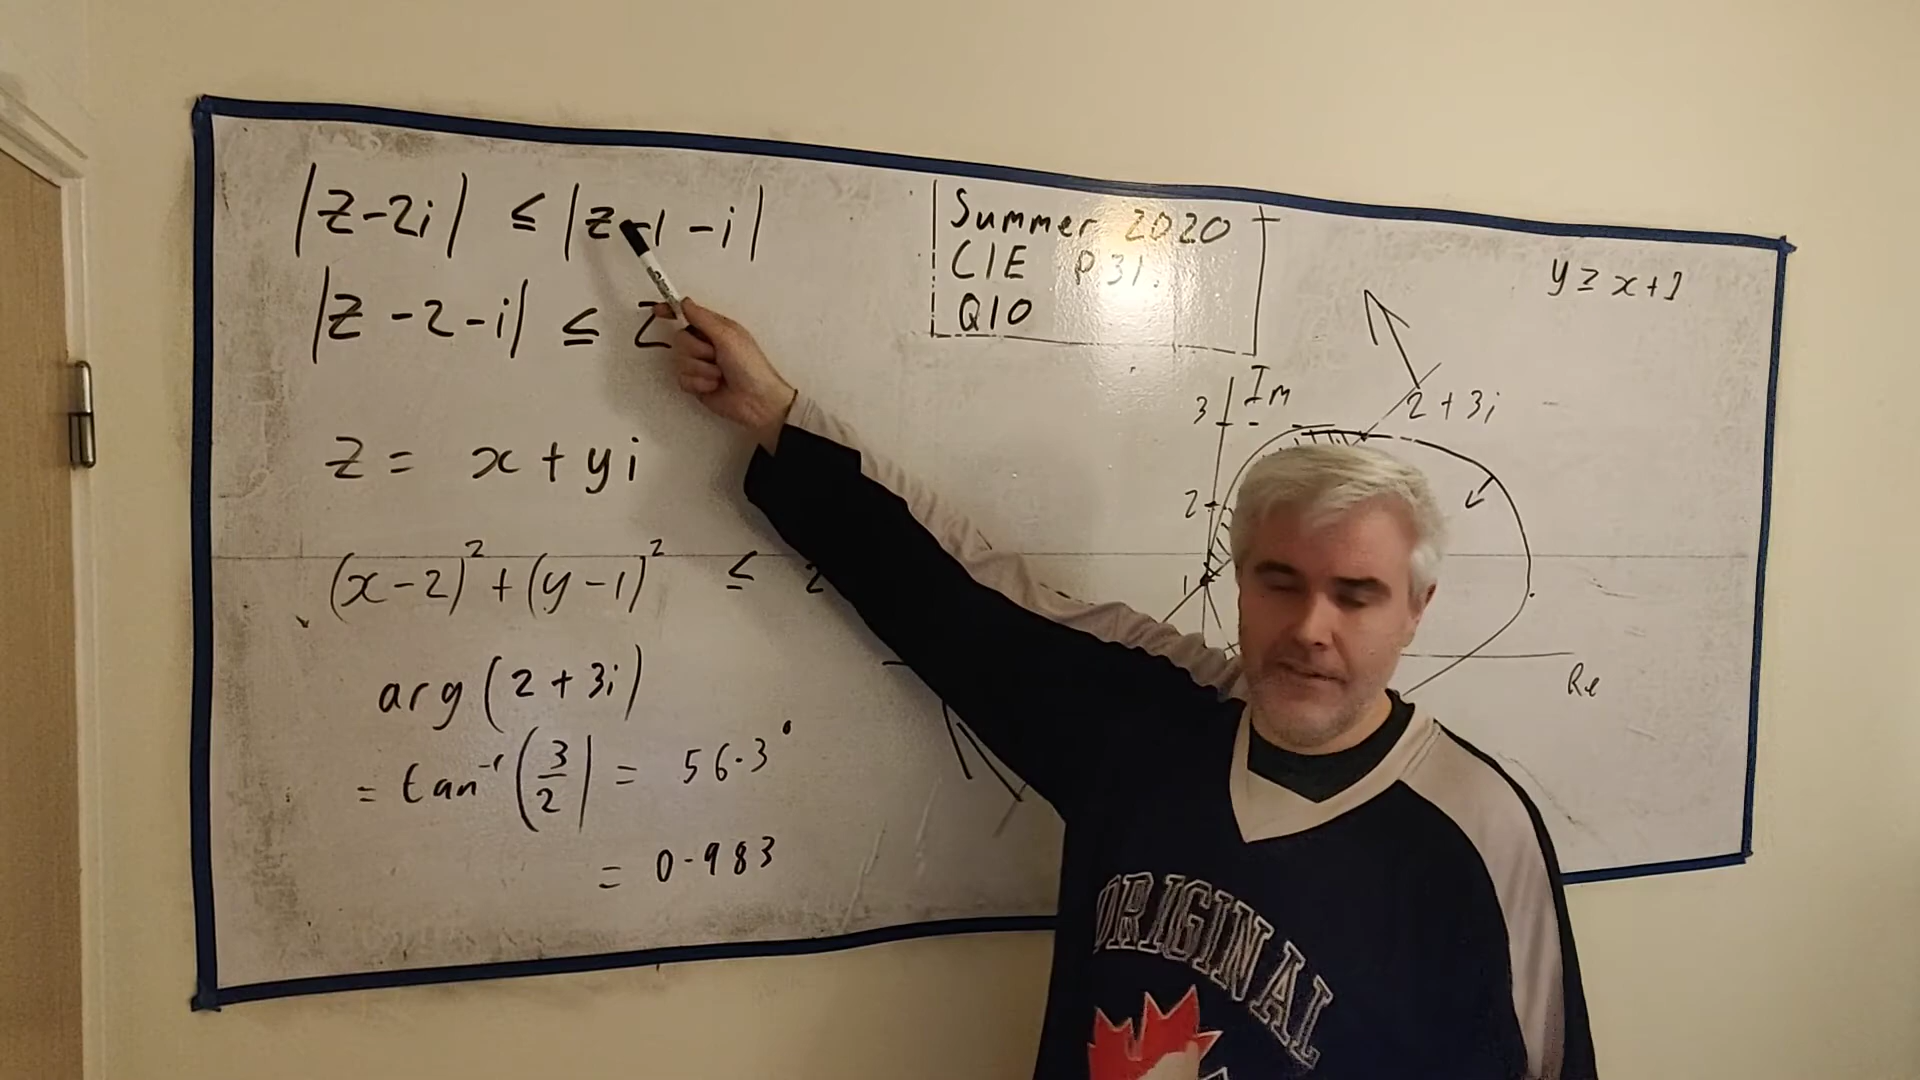 |z-2i| ≤ |z-1-i|
|z-2-i| ≤ 2
z = x + yi
(x-2)² + (y-1)² ≤ 2
arg(2+3i)
= tan⁻¹(3/2) = 56.3°
= 0.983
Summer 2020
CIE P31.
Q10
y ≥ x+1
Im
3
2 + 3i
2
1
Re
ORIGINAL